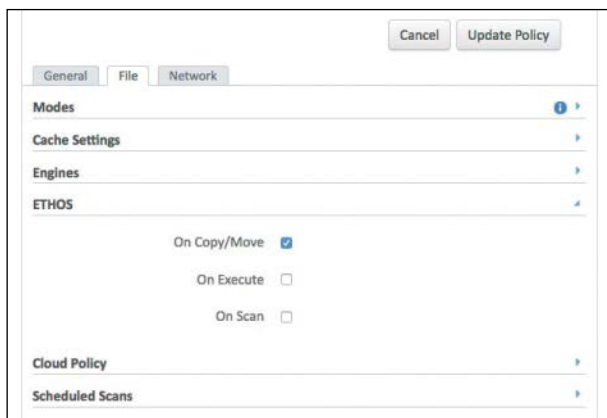 Cancel Update Policy
General File Network
Modes
Cache Settings
Engines
ETHOS
On Copy/Move
On Execute
On Scan
Cloud Policy
Scheduled Scans